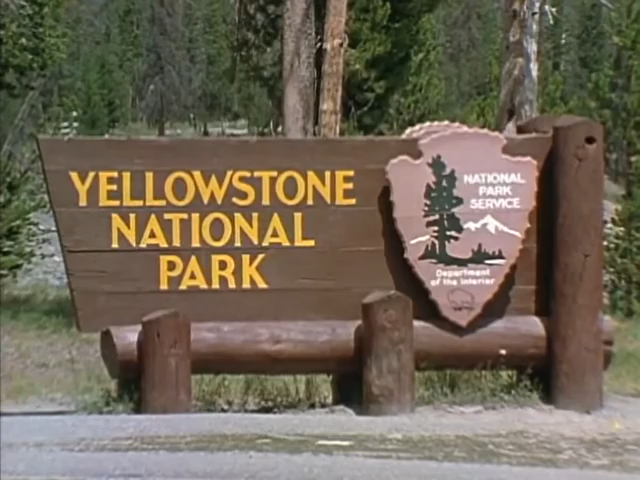 YELLOWSTONE
NATIONAL
PARK
NATIONAL
PARK
SERVICE
Department
of the Interior